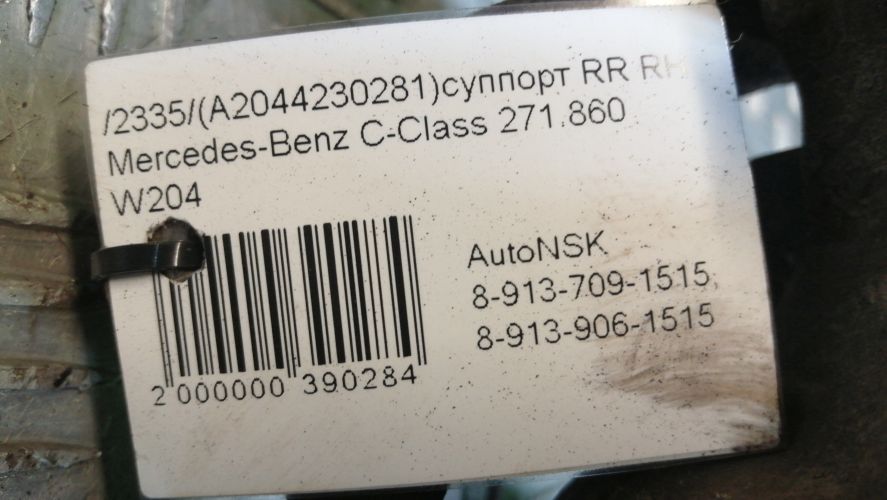 /2335/(A2044230281)суппорт RR RH
Mercedes-Benz C-Class 271.860
W204
AutoNSK
8-913-709-1515,
8-913-906-1515
2 000000 390284